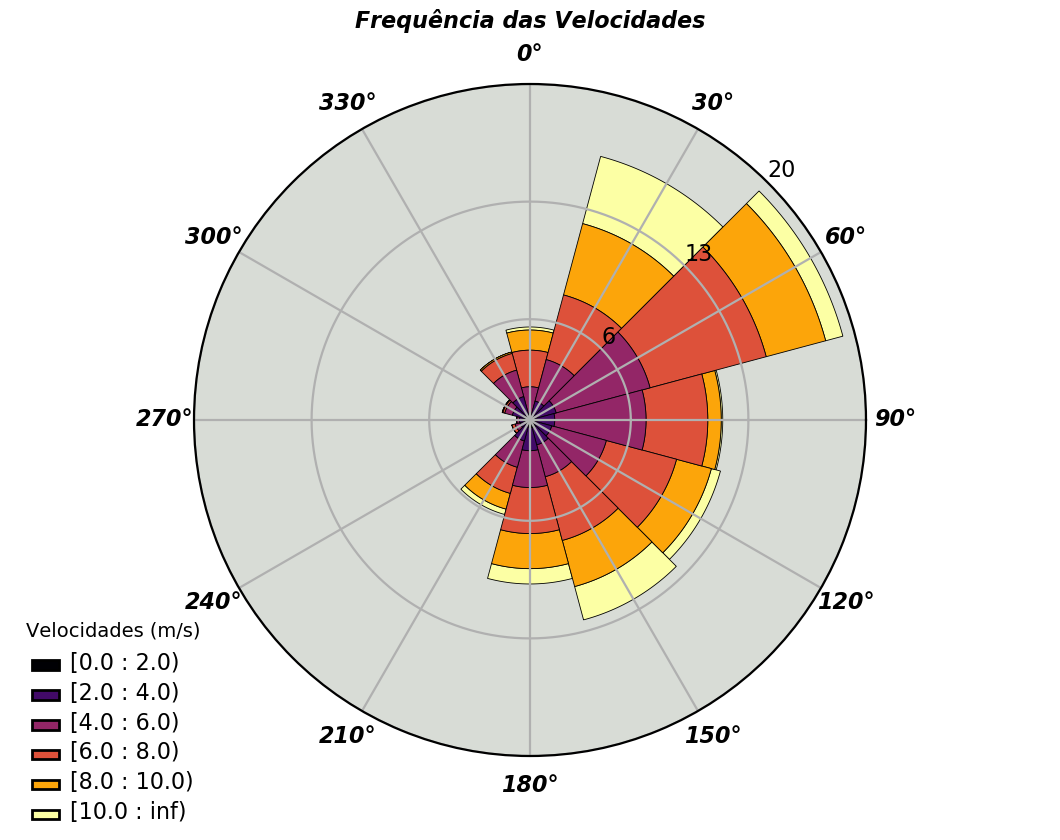 Frequência das Velocidades
0°
330°
30°
20
300°
60°
13
6
270°
90°
240°
120°
210°
150°
180°
Velocidades (m/s)
[0.0 : 2.0)
[2.0 : 4.0)
[4.0 : 6.0)
[6.0 : 8.0)
[8.0 : 10.0)
[10.0 : inf)